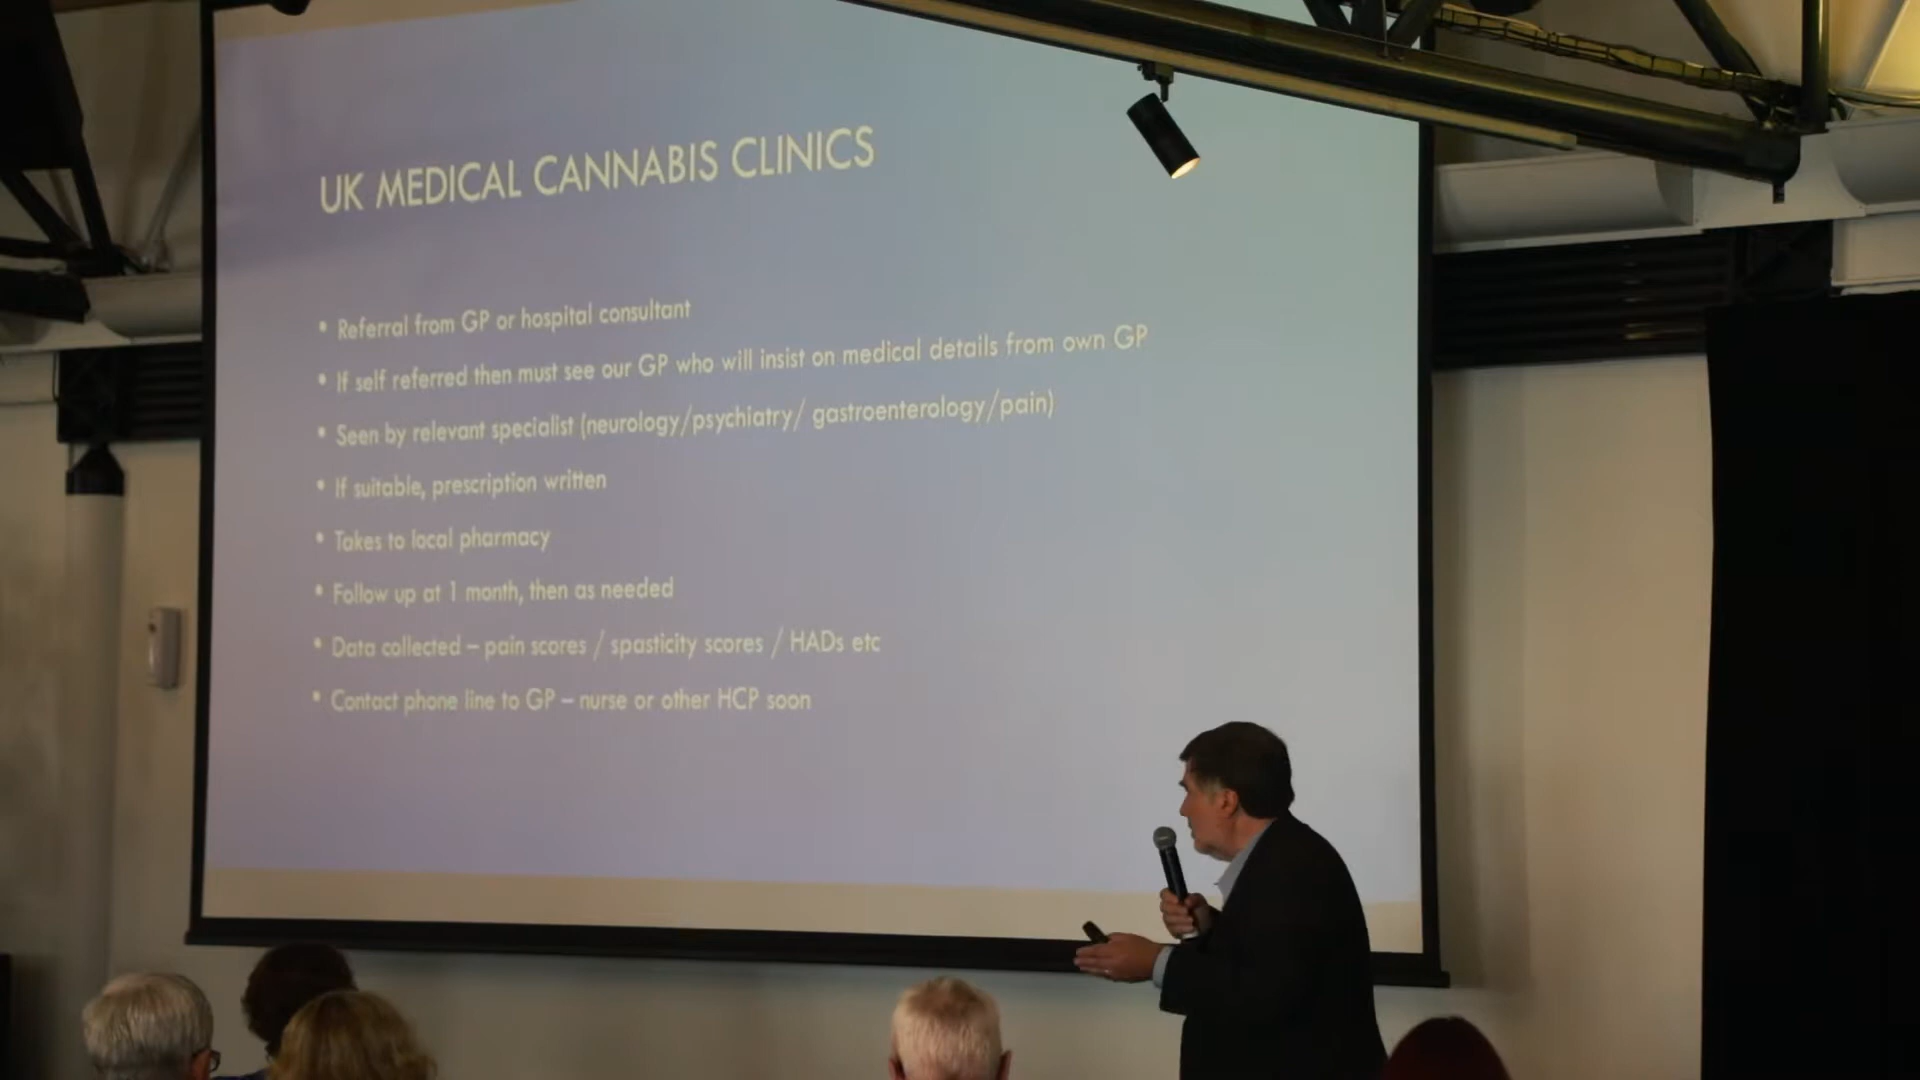 UK MEDICAL CANNABIS CLINICS
• Referral from GP or hospital consultant
• If self referred then must see our GP who will insist on medical details from own GP
• Seen by relevant specialist (neurology/psychiatry/ gastroenterology/pain)
• If suitable, prescription written
• Takes to local pharmacy
• Follow up at 1 month, then as needed
• Data collected – pain scores / spasticity scores / HADs etc
• Contact phone line to GP – nurse or other HCP soon